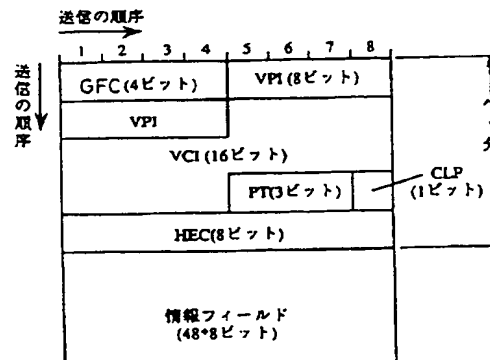 送信の順序
1 2 3 4 5 6 7 8
送信の順序
GFC(4ビット)
VPI(8ビット)
VPI
VCI(16ビット)
PT(3ビット)
CLP
(1ビット)
HEC(8ビット)
情報フィールド
(48*8ビット)